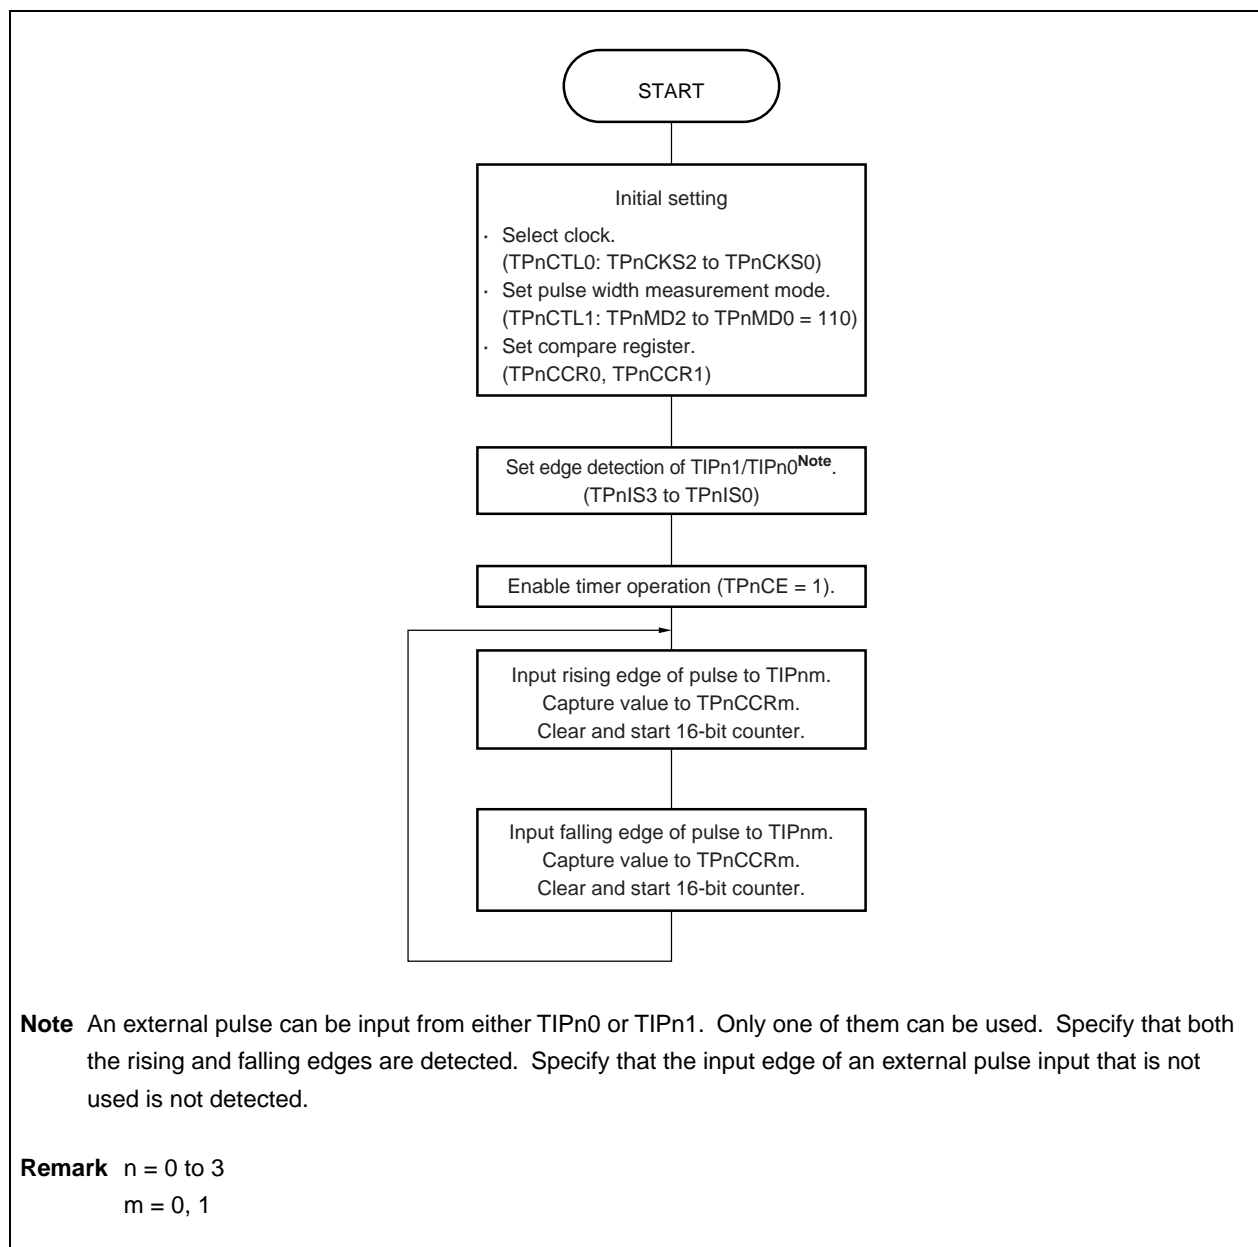 START
Initial setting
· Select clock.
(TPnCTL0: TPnCKS2 to TPnCKS0)
· Set pulse width measurement mode.
(TPnCTL1: TPnMD2 to TPnMD0 = 110)
· Set compare register.
(TPnCCR0, TPnCCR1)
Set edge detection of TIPn1/TIPn0Note.
(TPnIS3 to TPnIS0)
Enable timer operation (TPnCE = 1).
Input rising edge of pulse to TIPnm.
Capture value to TPnCCRm.
Clear and start 16-bit counter.
Input falling edge of pulse to TIPnm.
Capture value to TPnCCRm.
Clear and start 16-bit counter.
Note An external pulse can be input from either TIPn0 or TIPn1. Only one of them can be used. Specify that both
the rising and falling edges are detected. Specify that the input edge of an external pulse input that is not
used is not detected.
Remark n = 0 to 3
m = 0, 1